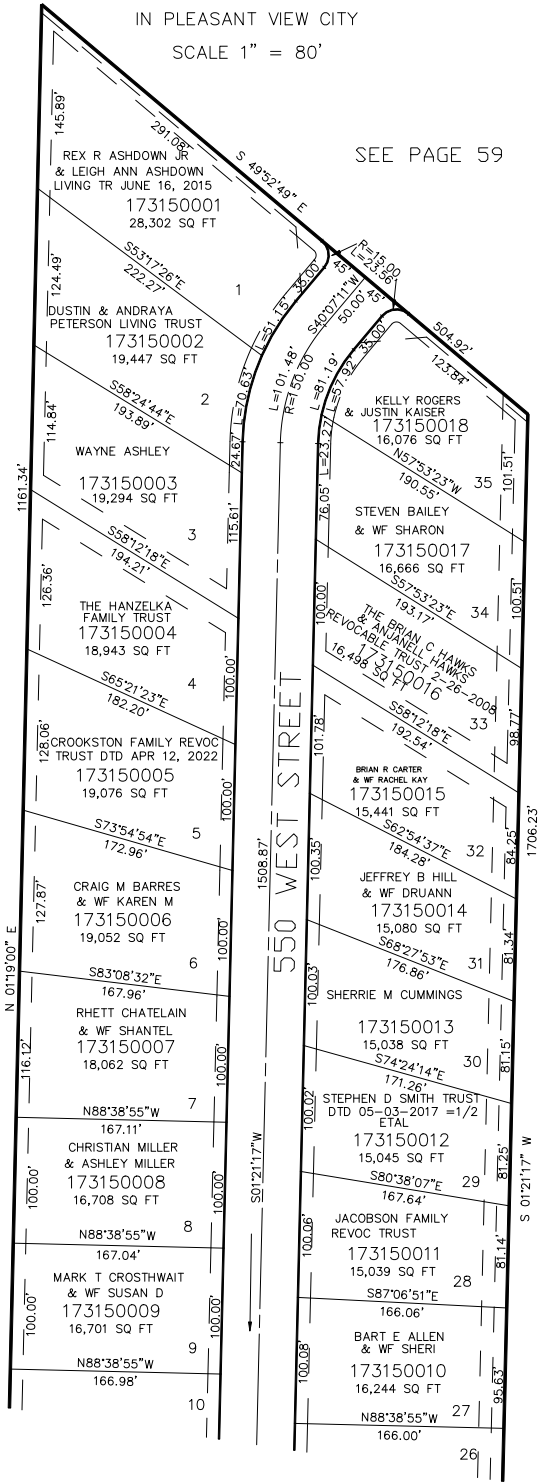 IN PLEASANT VIEW CITY
SCALE 1" = 80'
SEE PAGE 59
S 49°52'49" E
291.08'
145.89'
REX R ASHDOWN JR
& LEIGH ANN ASHDOWN
LIVING TR JUNE 16, 2015
173150001
28,302 SQ FT
1
S53°17'26"E
222.27'
R=15.00
L=23.56
45'
45'
50.00'
S40°07'11"W
36.00'
L=51.15'
35.00'
504.92'
123.84'
124.49'
DUSTIN & ANDRAYA
PETERSON LIVING TRUST
173150002
19,447 SQ FT
2
L=70.63'
L=101.48'
R=150.00
L=81.19'
L=57.92'
L=23.27'
KELLY ROGERS
& JUSTIN KAISER
173150018
16,076 SQ FT
35
101.51'
S58°24'44"E
193.89'
24.67'
N57°53'23"W
190.55'
114.84'
WAYNE ASHLEY
173150003
19,294 SQ FT
3
115.61'
76.05'
STEVEN BAILEY
& WF SHARON
173150017
16,666 SQ FT
34
100.51'
1161.34'
S58°12'18"E
194.21'
S57°53'23"E
193.17'
126.36'
THE HANZELKA
FAMILY TRUST
173150004
18,943 SQ FT
4
100.00'
100.00'
THE BRIAN C HAWKS
& ANJANELL HAWKS
REVOCABLE TRUST 2-26-2008
173150016
16,498 SQ FT
33
98.77'
S65°21'23"E
182.20'
S58°12'18"E
192.54'
128.06'
CROOKSTON FAMILY REVOC
TRUST DTD APR 12, 2022
173150005
19,076 SQ FT
5
100.00'
101.78'
BRIAN R CARTER
& WF RACHEL KAY
173150015
15,441 SQ FT
32
84.25'
1706.23'
S73°54'54"E
172.96'
S62°54'37"E
184.28'
550 WEST STREET
1508.87'
127.87'
CRAIG M BARRES
& WF KAREN M
173150006
19,052 SQ FT
6
100.00'
100.35'
JEFFREY B HILL
& WF DRUANN
173150014
15,080 SQ FT
31
81.34'
N 01°19'00" E
S83°08'32"E
167.96'
S68°27'53"E
176.86'
116.12'
RHETT CHATELAIN
& WF SHANTEL
173150007
18,062 SQ FT
7
100.00'
100.03'
SHERRIE M CUMMINGS
173150013
15,038 SQ FT
30
81.15'
N88°38'55"W
167.11'
S74°24'14"E
171.26'
100.00'
CHRISTIAN MILLER
& ASHLEY MILLER
173150008
16,708 SQ FT
8
100.00'
S01°21'17"W
100.02'
STEPHEN D SMITH TRUST
DTD 05-03-2017 =1/2
ETAL
173150012
15,045 SQ FT
29
81.25'
S 01°21'17" W
N88°38'55"W
167.04'
S80°38'07"E
167.64'
100.06'
JACOBSON FAMILY
REVOC TRUST
173150011
15,039 SQ FT
28
81.14'
100.00'
MARK T CROSTHWAIT
& WF SUSAN D
173150009
16,701 SQ FT
9
100.00'
S87°06'51"E
166.06'
N88°38'55"W
166.98'
10
100.08'
BART E ALLEN
& WF SHERI
173150010
16,244 SQ FT
27
95.63'
N88°38'55"W
166.00'
26